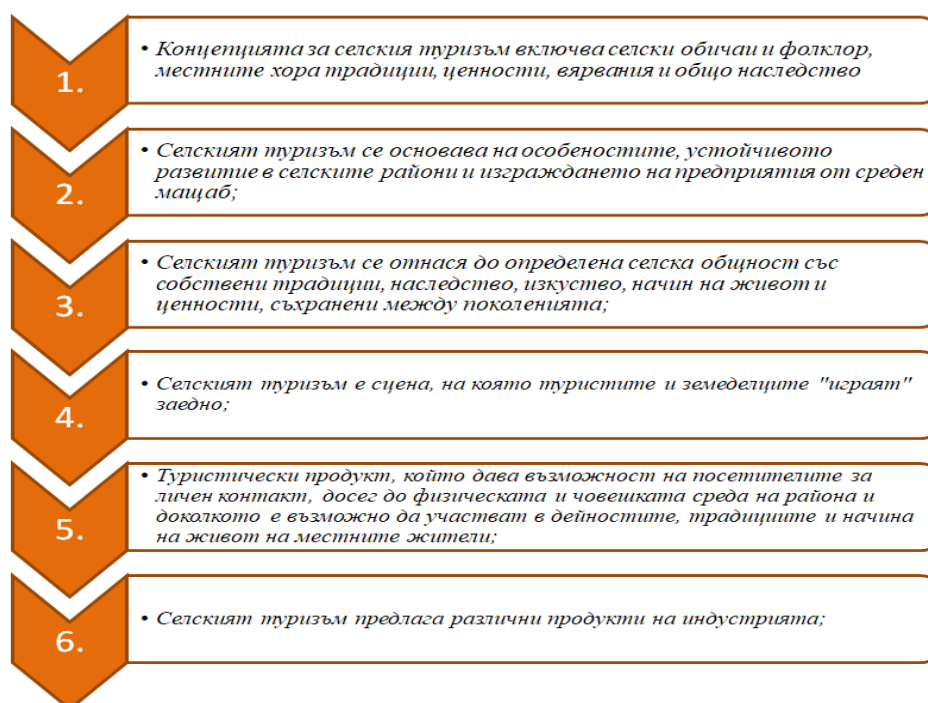 1.
• Концепцията за селския туризъм включва селски обичаи и фолклор,
местните хора традиции, ценности, вярвания и общо наследство
2.
• Селският туризъм се основава на особеностите, устойчивото
развитие в селските райони и изграждането на предприятия от среден
мащаб;
3.
• Селският туризъм се отнася до определена селска общност със
собствени традиции, наследство, изкуство, начин на живот и
ценности, съхранени между поколенията;
4.
• Селският туризъм е сцена, на която туристите и земеделците "играят"
заедно;
5.
• Туристически продукт, който дава възможност на посетителите за
личен контакт, досег до физическата и човешката среда на района и
доколкото е възможно да участват в дейностите, традициите и начина
на живот на местните жители;
6.
• Селският туризъм предлага различни продукти на индустрията;